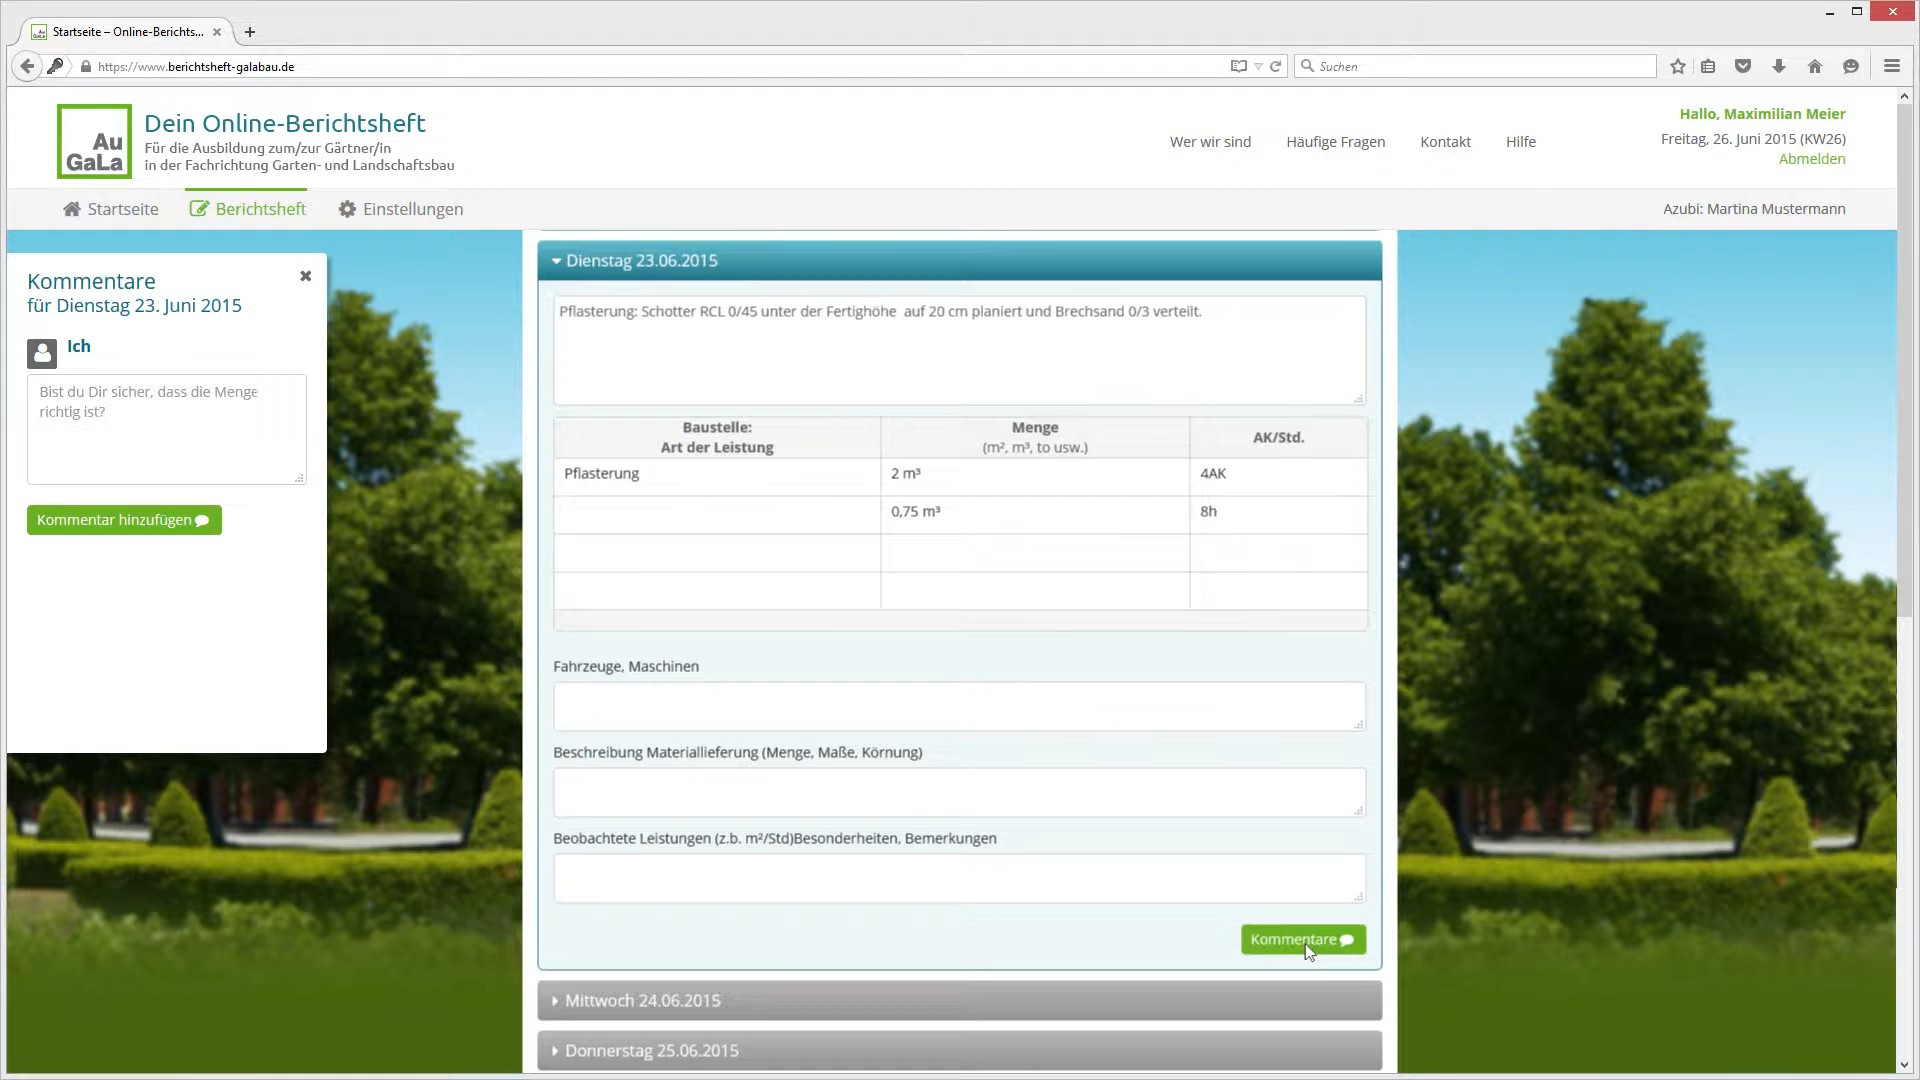 Startseite – Online-Berichts...
https://www.berichtsheft-galabau.de
Suchen
Au
GaLa
Dein Online-Berichtsheft
Für die Ausbildung zum/zur Gärtner/in
in der Fachrichtung Garten- und Landschaftsbau
Wer wir sind
Häufige Fragen
Kontakt
Hilfe
Hallo, Maximilian Meier
Freitag, 26. Juni 2015 (KW26)
Abmelden
Startseite
Berichtsheft
Einstellungen
Azubi: Martina Mustermann
Kommentare
für Dienstag 23. Juni 2015
Ich
Bist du Dir sicher, dass die Menge
richtig ist?
Kommentar hinzufügen
Dienstag 23.06.2015
Pflasterung: Schotter RCL 0/45 unter der Fertighöhe auf 20 cm planiert und Brechsand 0/3 verteilt.
Baustelle:
Art der Leistung
Menge
(m², m³, to usw.)
AK/Std.
Pflasterung
2 m³
4AK
0,75 m³
8h
Fahrzeuge, Maschinen
Beschreibung Materiallieferung (Menge, Maße, Körnung)
Beobachtete Leistungen (z.b. m²/Std)Besonderheiten, Bemerkungen
Kommentare
Mittwoch 24.06.2015
Donnerstag 25.06.2015